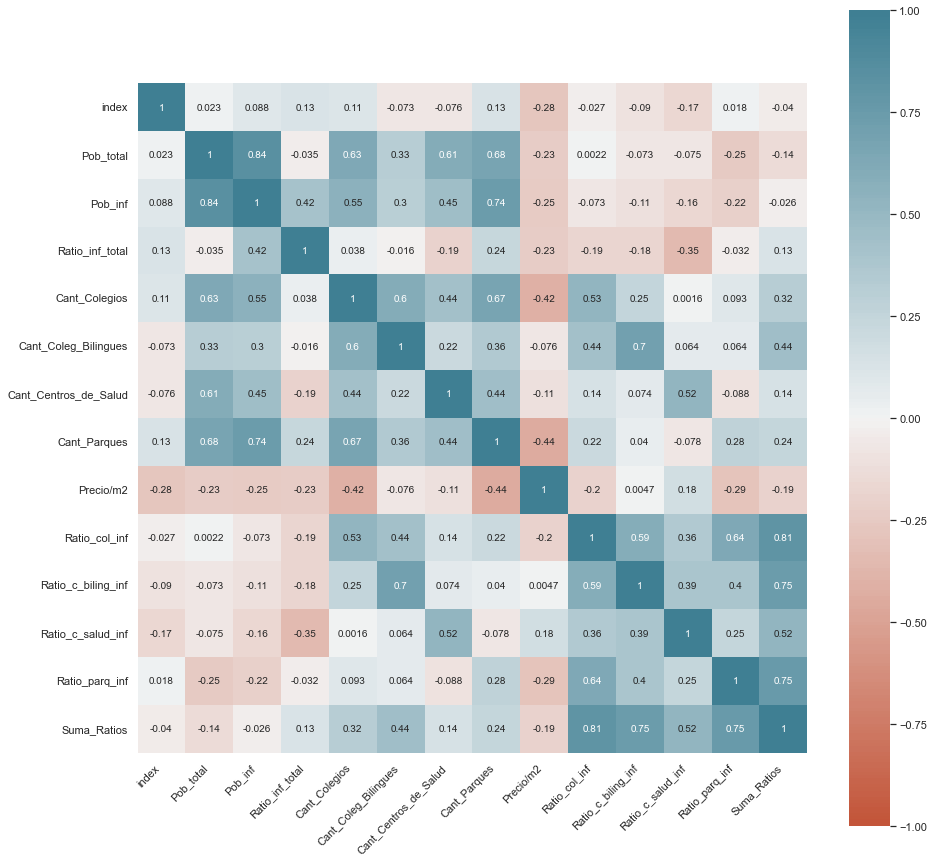 index 1 0.023 0.088 0.13 0.11 -0.073 -0.076 0.13 -0.28 -0.027 -0.09 -0.17 0.018 -0.04
Pob_total 0.023 1 0.84 -0.035 0.63 0.33 0.61 0.68 -0.23 0.0022 -0.073 -0.075 -0.25 -0.14
Pob_inf 0.088 0.84 1 0.42 0.55 0.3 0.45 0.74 -0.25 -0.073 -0.11 -0.16 -0.22 -0.026
Ratio_inf_total 0.13 -0.035 0.42 1 0.038 -0.016 -0.19 0.24 -0.23 -0.19 -0.18 -0.35 -0.032 0.13
Cant_Colegios 0.11 0.63 0.55 0.038 1 0.6 0.44 0.67 -0.42 0.53 0.25 0.0016 0.093 0.32
Cant_Coleg_Bilingues -0.073 0.33 0.3 -0.016 0.6 1 0.22 0.36 -0.076 0.44 0.7 0.064 0.064 0.44
Cant_Centros_de_Salud -0.076 0.61 0.45 -0.19 0.44 0.22 1 0.44 -0.11 0.14 0.074 0.52 -0.088 0.14
Cant_Parques 0.13 0.68 0.74 0.24 0.67 0.36 0.44 1 -0.44 0.22 0.04 -0.078 0.28 0.24
Precio/m2 -0.28 -0.23 -0.25 -0.23 -0.42 -0.076 -0.11 -0.44 1 -0.2 0.0047 0.18 -0.29 -0.19
Ratio_col_inf -0.027 0.0022 -0.073 -0.19 0.53 0.44 0.14 0.22 -0.2 1 0.59 0.36 0.64 0.81
Ratio_c_biling_inf -0.09 -0.073 -0.11 -0.18 0.25 0.7 0.074 0.04 0.0047 0.59 1 0.39 0.4 0.75
Ratio_c_salud_inf -0.17 -0.075 -0.16 -0.35 0.0016 0.064 0.52 -0.078 0.18 0.36 0.39 1 0.25 0.52
Ratio_parq_inf 0.018 -0.25 -0.22 -0.032 0.093 0.064 -0.088 0.28 -0.29 0.64 0.4 0.25 1 0.75
Suma_Ratios -0.04 -0.14 -0.026 0.13 0.32 0.44 0.14 0.24 -0.19 0.81 0.75 0.52 0.75 1
index
Pob_total
Pob_inf
Ratio_inf_total
Cant_Colegios
Cant_Coleg_Bilingues
Cant_Centros_de_Salud
Cant_Parques
Precio/m2
Ratio_col_inf
Ratio_c_biling_inf
Ratio_c_salud_inf
Ratio_parq_inf
Suma_Ratios
1.00
0.75
0.50
0.25
0.00
−0.25
−0.50
−0.75
−1.00